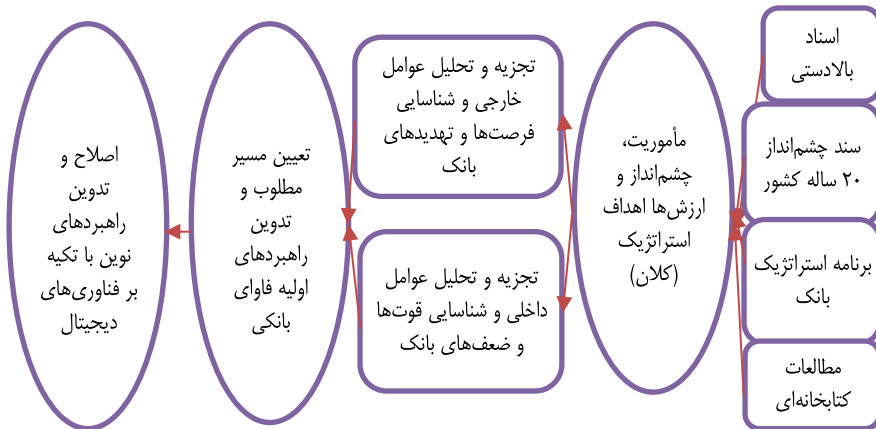 اسناد
بالادستی
سند چشم‌انداز
۲۰ ساله کشور
برنامه استراتژیک
بانک
مطالعات
کتابخانه‌ای
مأموریت،
چشم‌انداز و
ارزش‌ها اهداف
استراتژیک
(کلان)
تجزیه و تحلیل عوامل
خارجی و شناسایی
فرصت‌ها و تهدیدهای
بانک
تجزیه و تحلیل عوامل
داخلی و شناسایی قوت‌ها
و ضعف‌های بانک
تعیین مسیر
مطلوب و
تدوین
راهبردهای
اولیه فاوای
بانکی
اصلاح و
تدوین
راهبردهای
نوین با تکیه
بر فناوری‌های
دیجیتال